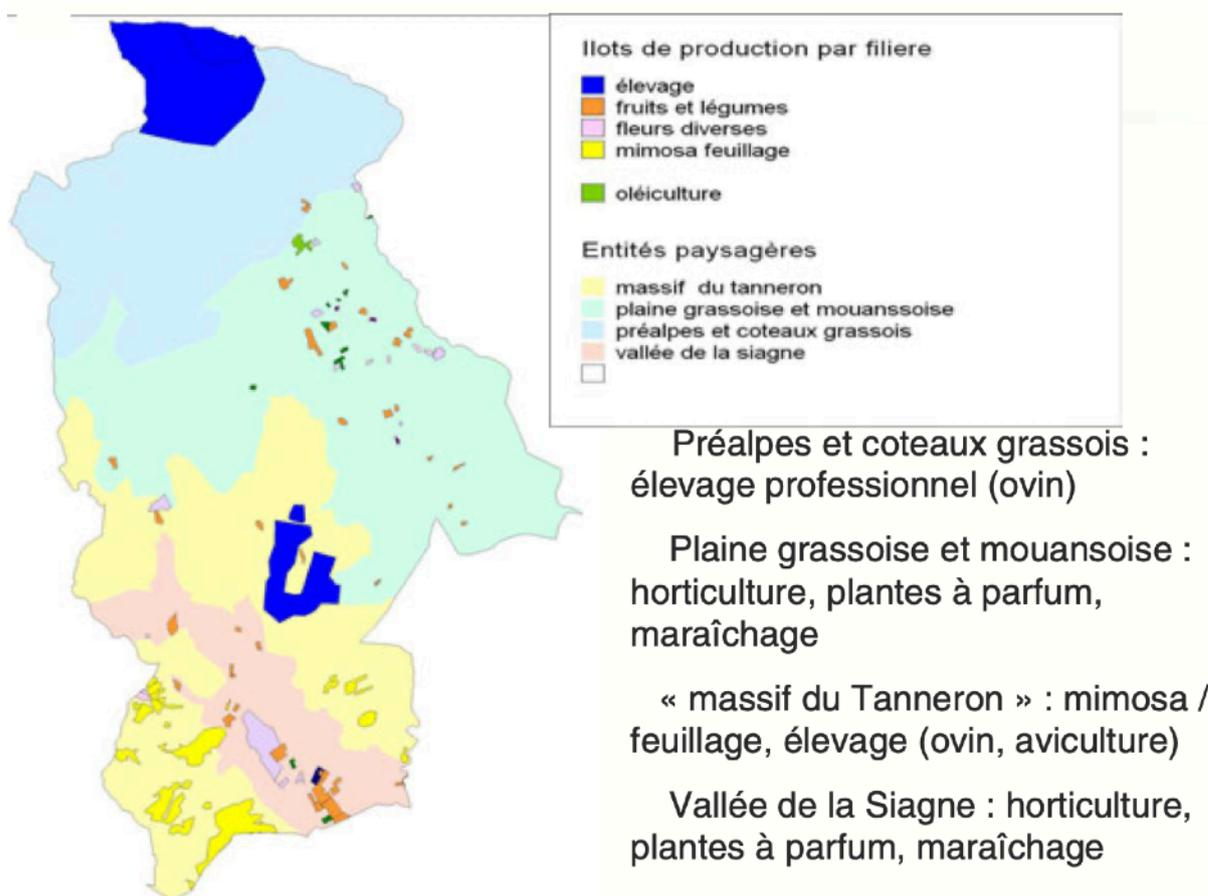 Ilots de production par filiere
élevage
fruits et légumes
fleurs diverses
mimosa feuillage
oléiculture
Entités paysagères
massif du tanneron
plaine grassoise et mouanssoise
préalpes et coteaux grassois
vallée de la siagne
Préalpes et coteaux grassois :
élevage professionnel (ovin)
Plaine grassoise et mouansoise :
horticulture, plantes à parfum,
maraîchage
« massif du Tanneron » : mimosa /
feuillage, élevage (ovin, aviculture)
Vallée de la Siagne : horticulture,
plantes à parfum, maraîchage